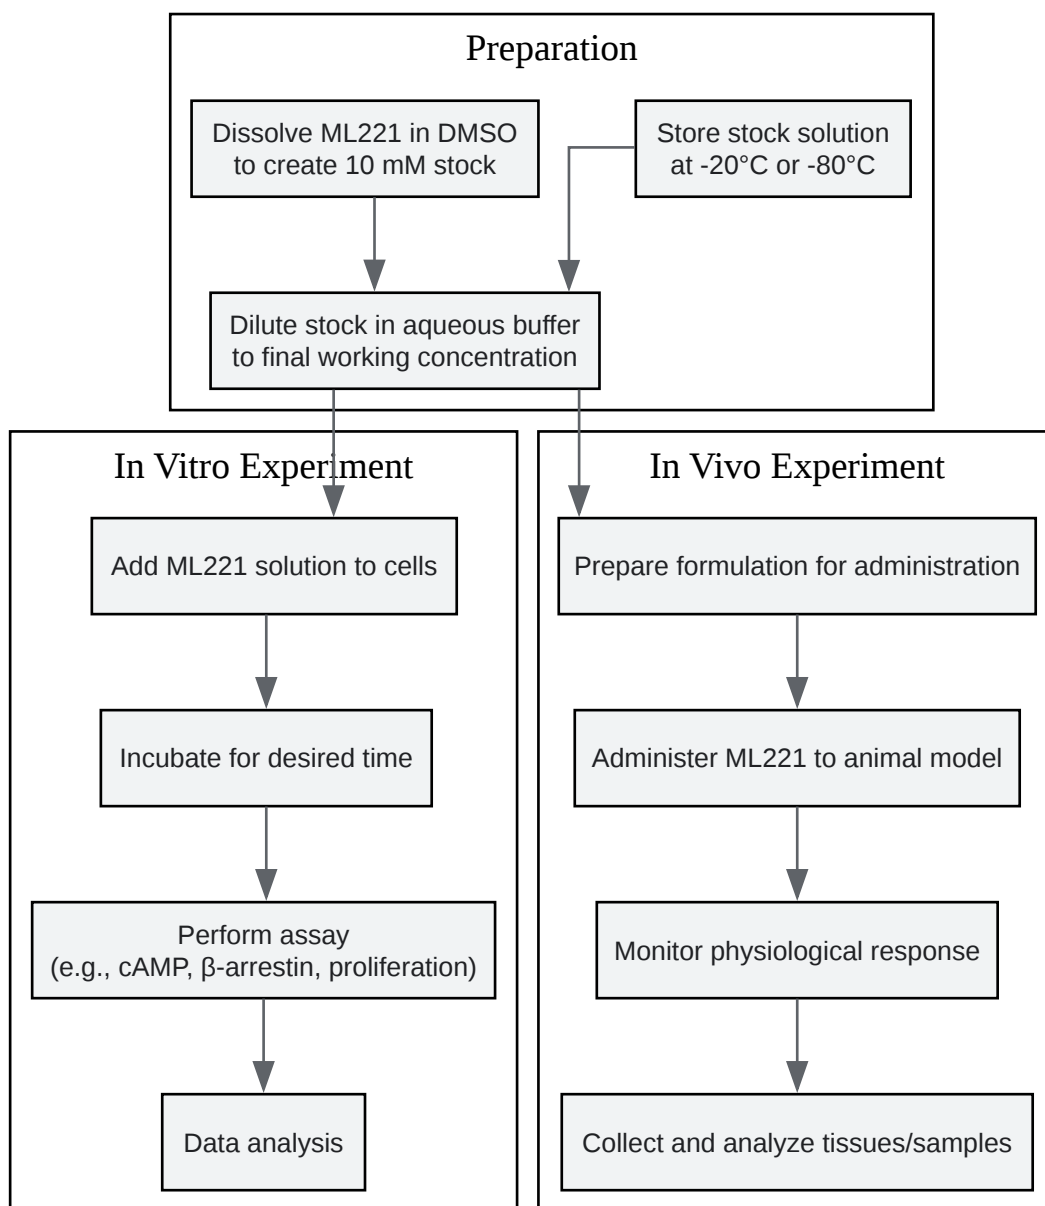 Preparation
Dissolve ML221 in DMSO
to create 10 mM stock
Store stock solution
at -20°C or -80°C
Dilute stock in aqueous buffer
to final working concentration
In Vitro Experiment
Add ML221 solution to cells
Incubate for desired time
Perform assay
(e.g., cAMP, β-arrestin, proliferation)
Data analysis
In Vivo Experiment
Prepare formulation for administration
Administer ML221 to animal model
Monitor physiological response
Collect and analyze tissues/samples